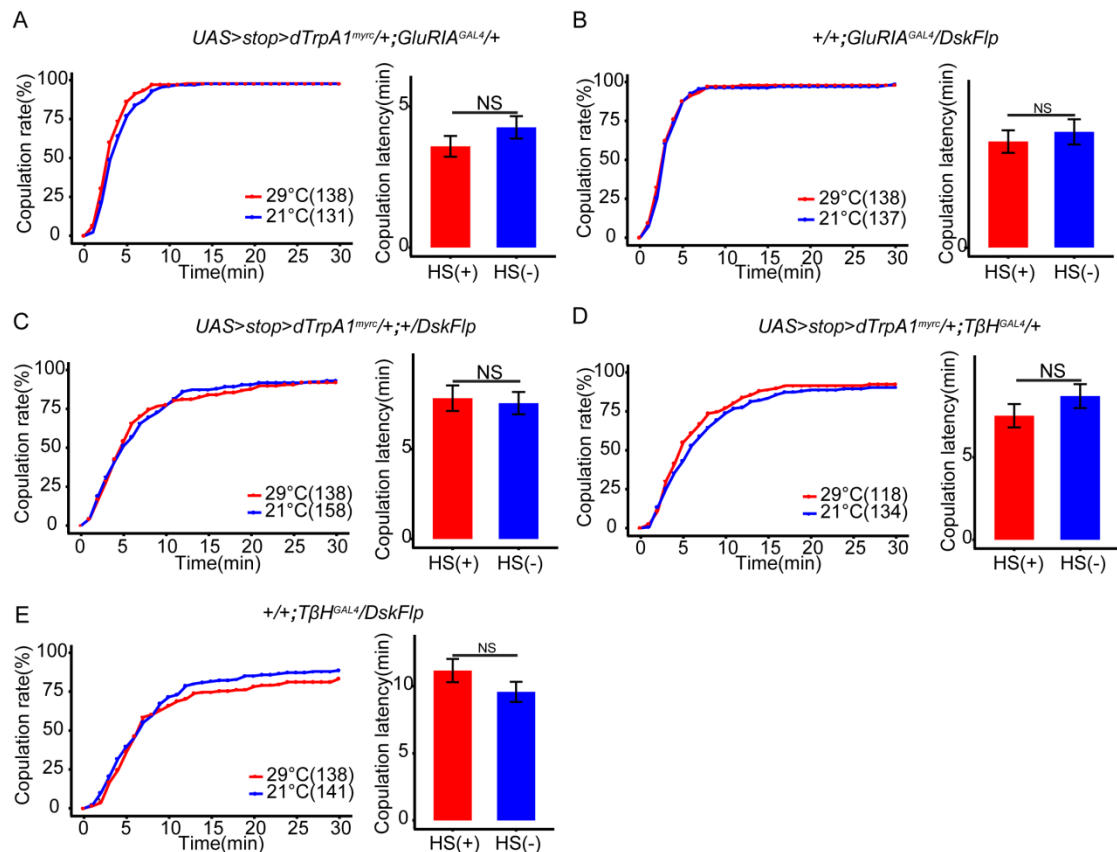 A
UAS>stop>dTrpA1myrc/+;GluRIAGAL4/+
Copulation rate(%)
100
75
50
25
0
29°C(138)
21°C(131)
0 5 10 15 20 25 30
Time(min)
Copulation latency(min)
5
0
NS
HS(+) HS(-)
B
+/+;GluRIAGAL4/DskFlp
Copulation rate(%)
100
75
50
25
0
29°C(138)
21°C(137)
0 5 10 15 20 25 30
Time(min)
Copulation latency(min)
0
NS
HS(+) HS(-)
C
UAS>stop>dTrpA1myrc/+;+/DskFlp
Copulation rate(%)
100
75
50
25
0
29°C(138)
21°C(158)
0 5 10 15 20 25 30
Time(min)
Copulation latency(min)
5
0
NS
HS(+) HS(-)
D
UAS>stop>dTrpA1myrc/+;TβHGAL4/+
Copulation rate(%)
100
75
50
25
0
29°C(118)
21°C(134)
0 5 10 15 20 25 30
Time(min)
Copulation latency(min)
5
0
NS
HS(+) HS(-)
E
+/+;TβHGAL4/DskFlp
Copulation rate(%)
100
75
50
25
0
29°C(138)
21°C(141)
0 5 10 15 20 25 30
Time(min)
Copulation latency(min)
10
5
0
NS
HS(+) HS(-)